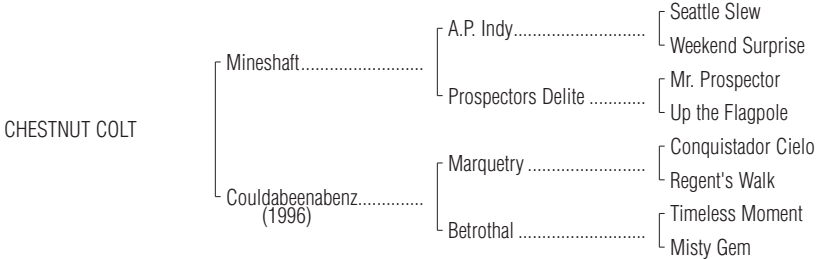 Seattle Slew
A.P. Indy............................
Weekend Surprise
Mineshaft..........................
Mr. Prospector
Prospectors Delite ............
Up the Flagpole
CHESTNUT COLT
Conquistador Cielo
Marquetry .........................
Regent's Walk
Couldabeenabenz..............
(1996)
Timeless Moment
Betrothal ...........................
Misty Gem